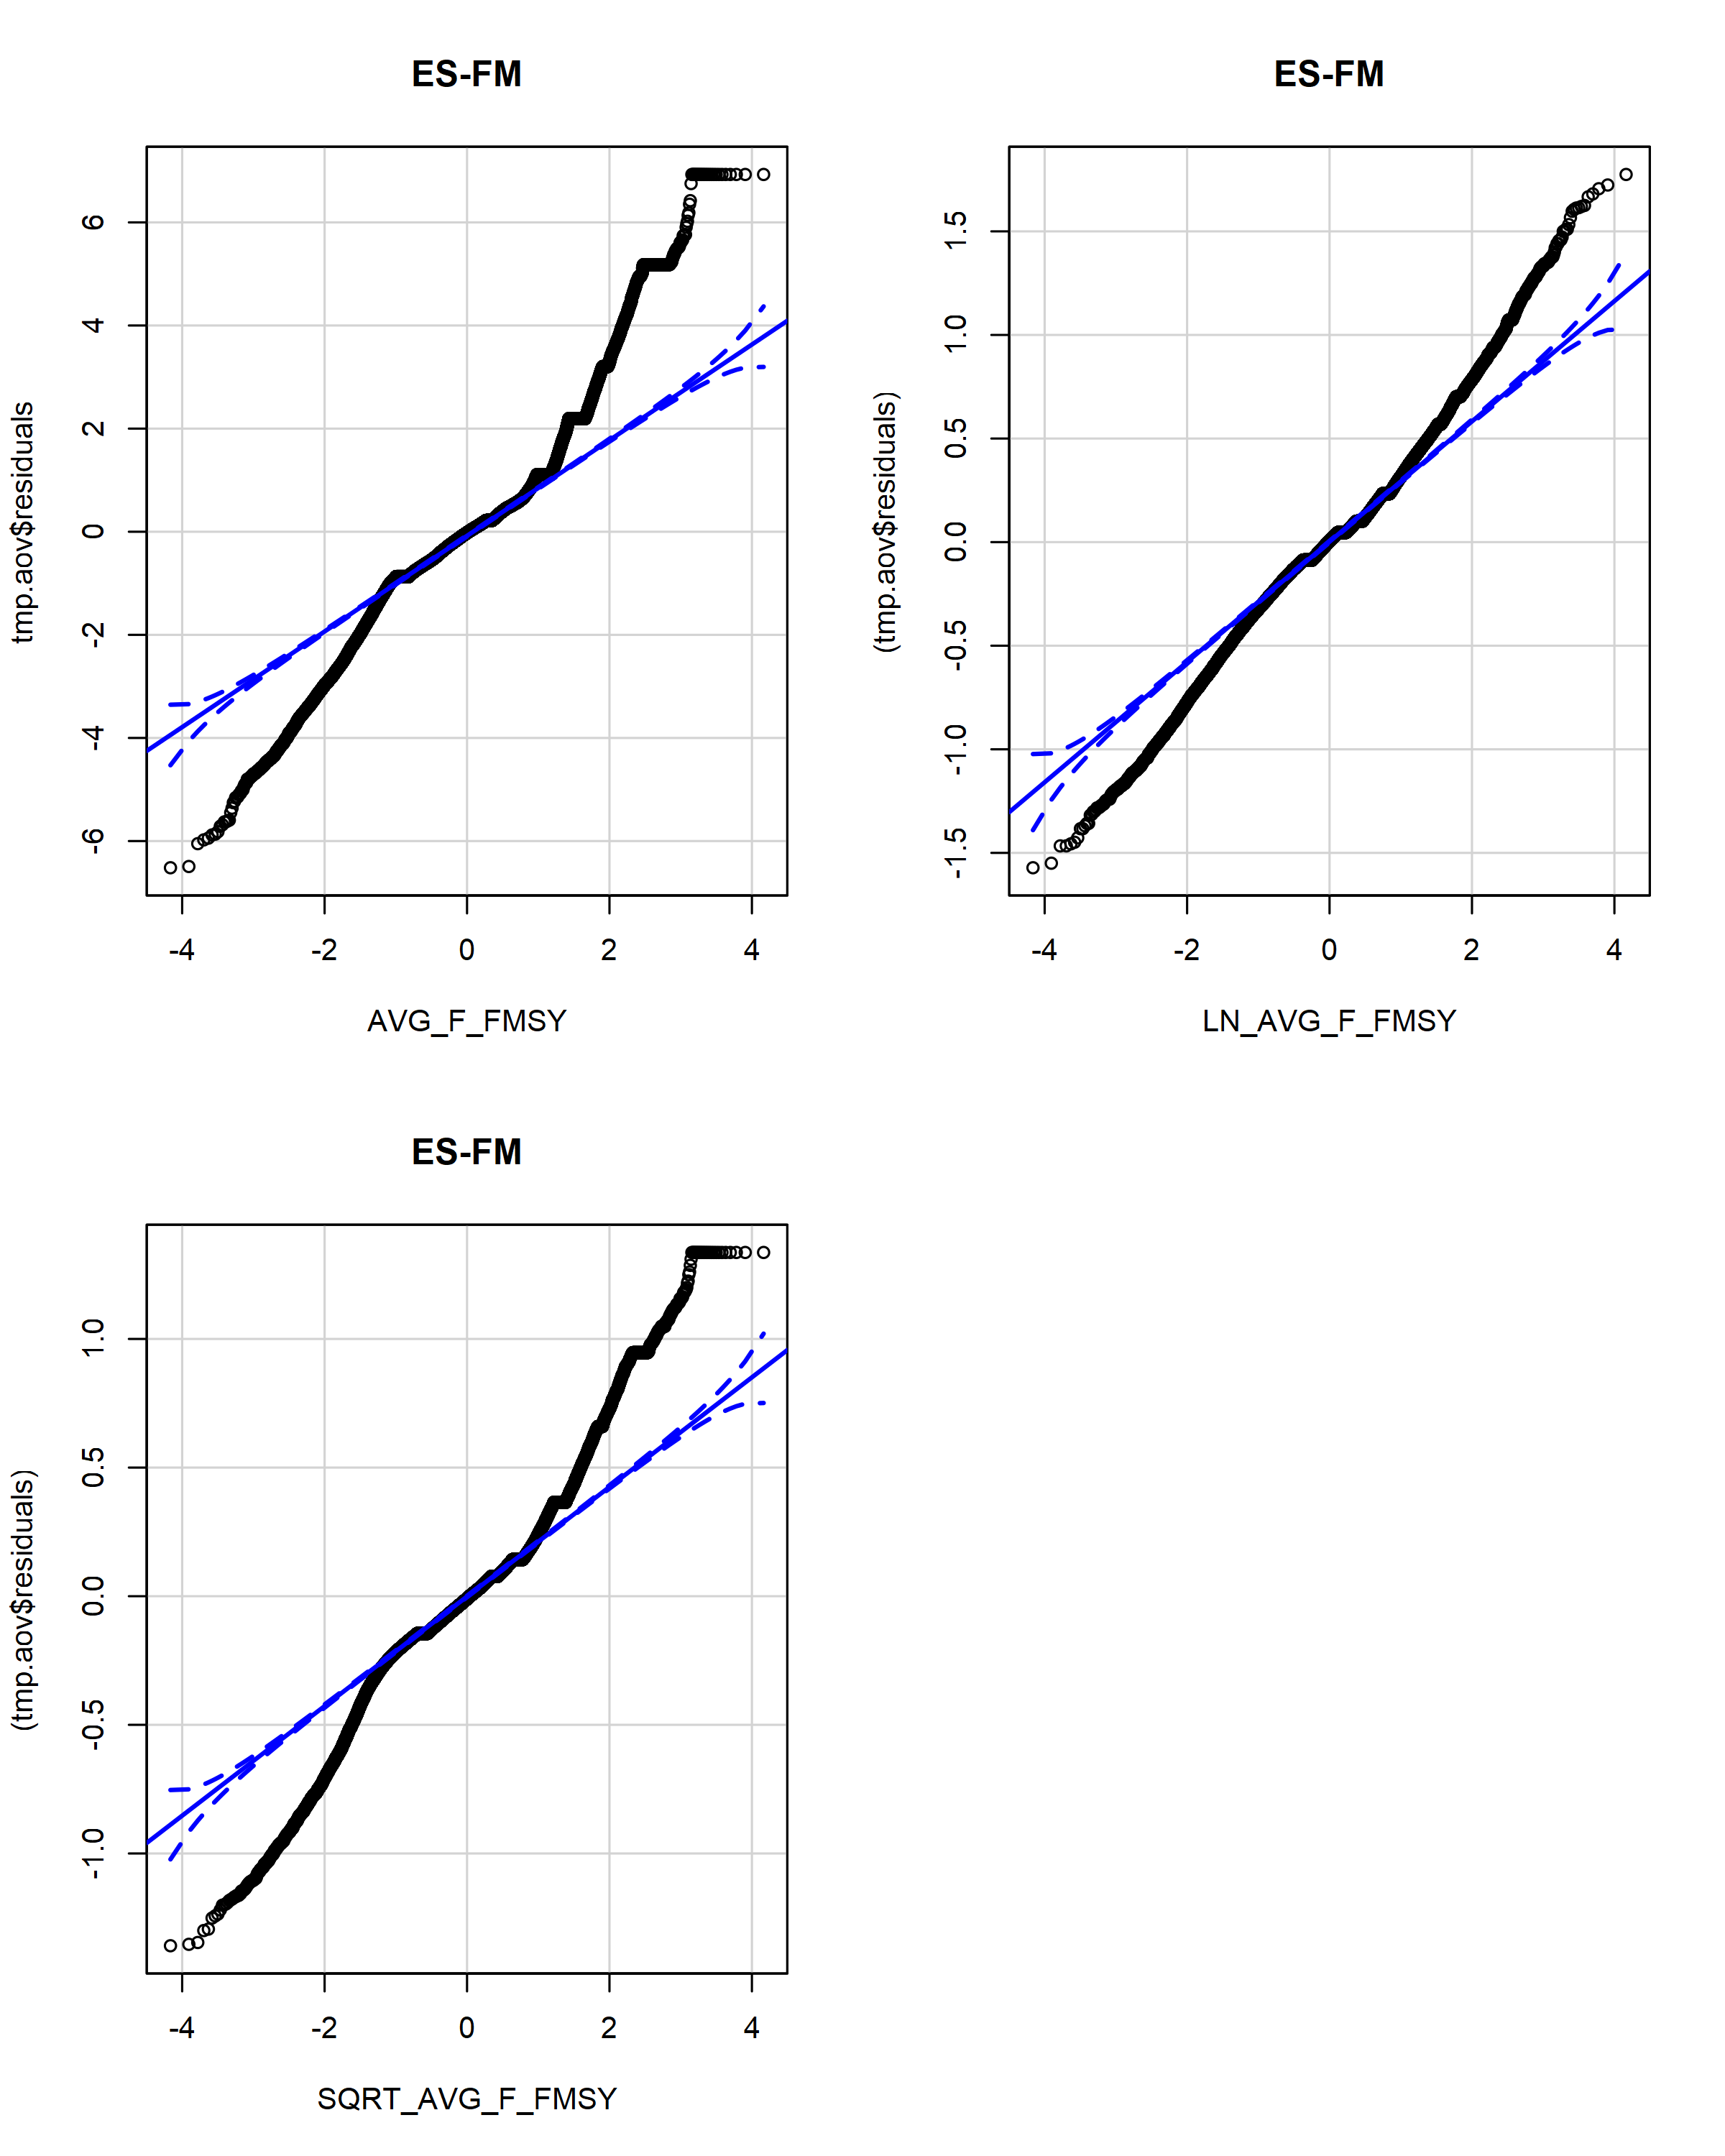 ES-FM
tmp.aov$residuals
6
4
2
0
-2
-4
-6
-4 -2 0 2 4
AVG_F_FMSY
ES-FM
(tmp.aov$residuals)
1.5
1.0
0.5
0.0
-0.5
-1.0
-1.5
-4 -2 0 2 4
LN_AVG_F_FMSY
ES-FM
(tmp.aov$residuals)
1.0
0.5
0.0
-0.5
-1.0
-4 -2 0 2 4
SQRT_AVG_F_FMSY